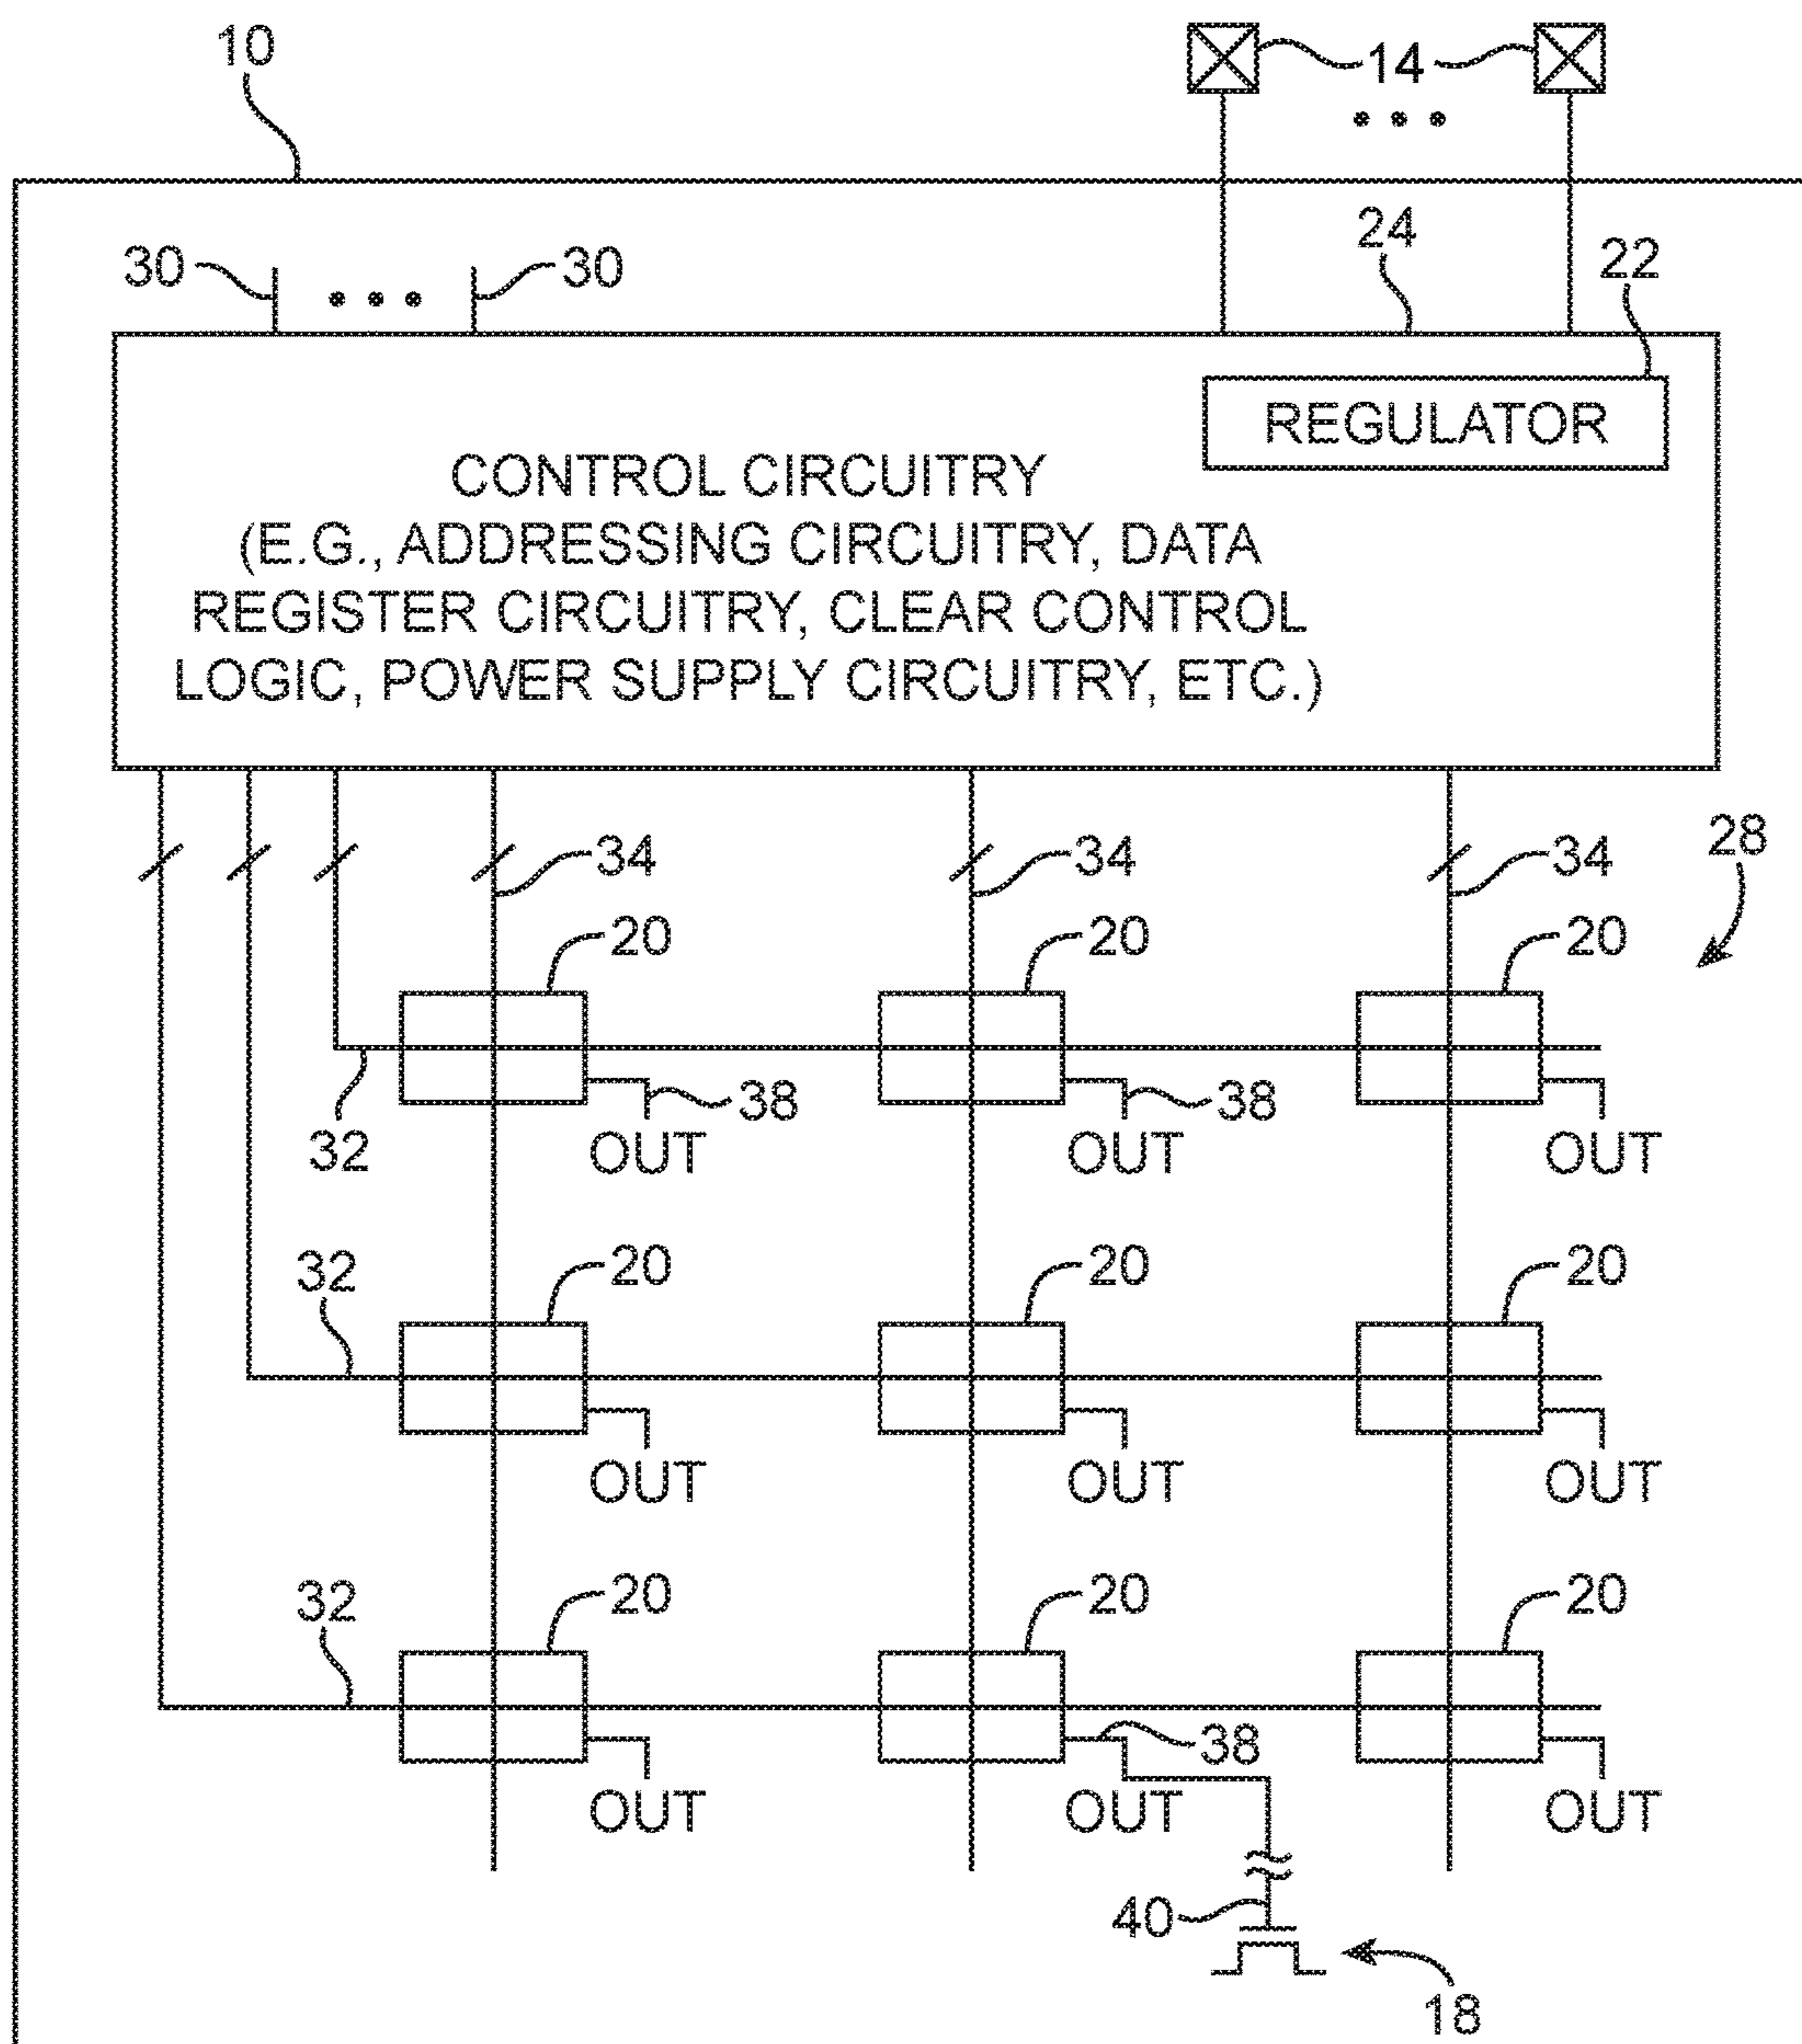 10
14
24
22
30
30
REGULATOR
CONTROL CIRCUITRY
(E.G., ADDRESSING CIRCUITRY, DATA
REGISTER CIRCUITRY, CLEAR CONTROL
LOGIC, POWER SUPPLY CIRCUITRY, ETC.)
34
34
34
28
20
20
20
38
38
32
OUT
OUT
OUT
32
20
20
20
OUT
OUT
OUT
32
20
20
20
38
OUT
OUT
OUT
40
18